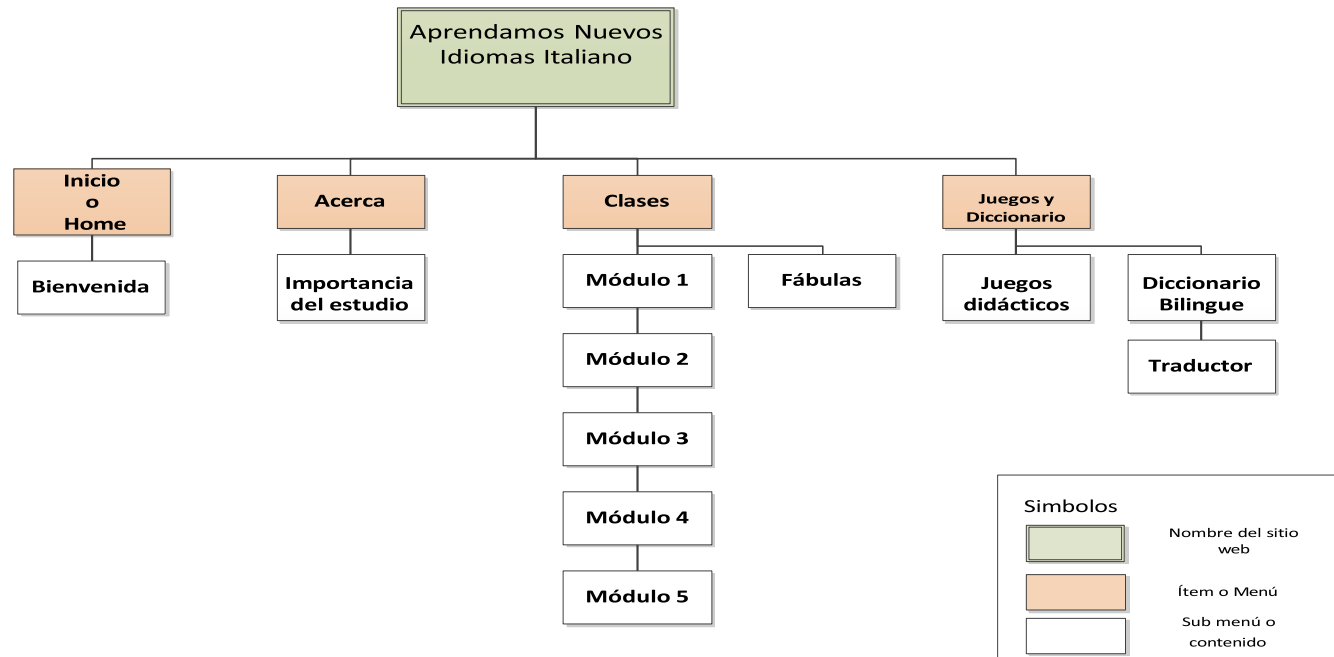 Aprendamos Nuevos
Idiomas Italiano
Inicio
o
Home
Acerca
Clases
Juegos y
Diccionario
Bienvenida
Importancia
del estudio
Módulo 1
Fábulas
Juegos
didácticos
Diccionario
Bilingue
Módulo 2
Traductor
Módulo 3
Módulo 4
Módulo 5
Simbolos
Nombre del sitio
web
Ítem o Menú
Sub menú o
contenido